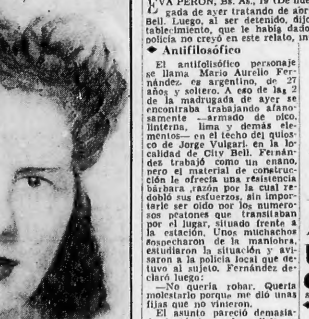 VA PERON, Bs. As., 19 (De nue
gada de ayer tratando de abr
Bell. Luego, al ser detenido, dijo
tablecimiento, que le había dado
policía no creyó en este relato, in
◆ Antifilosófico
El antifolisófico personaje
se llama Mario Aurelio Fer-
nández, es argentino, de 27
años y soltero. A eso de las 2
de la madrugada de ayer se
encontraba trabajando afano-
samente —armado de pico,
linterna, lima y demás ele-
mentos— en el techo del quios-
co de Jorge Vulgari, en la lo-
calidad de City Bell. Fernán-
dez trabajó como un enano,
pero el material de construc-
ción le ofrecía una resistencia
bárbara ,razón por la cual re-
dobló sus esfuerzos, sin impor-
tarle ser oído por los numero-
sos peatones que transitaban
por el lugar, situado frente a
la estación. Unos muchachos
sospecharon de la maniobra,
estudiaron la situación y avi-
saron a la policía local que de-
tuvo al sujeto. Fernández de-
claró luego:
—No quería robar. Quería
molestarlo porque me dió unas
fijas que no vinieron.
El asunto pareció demasia-